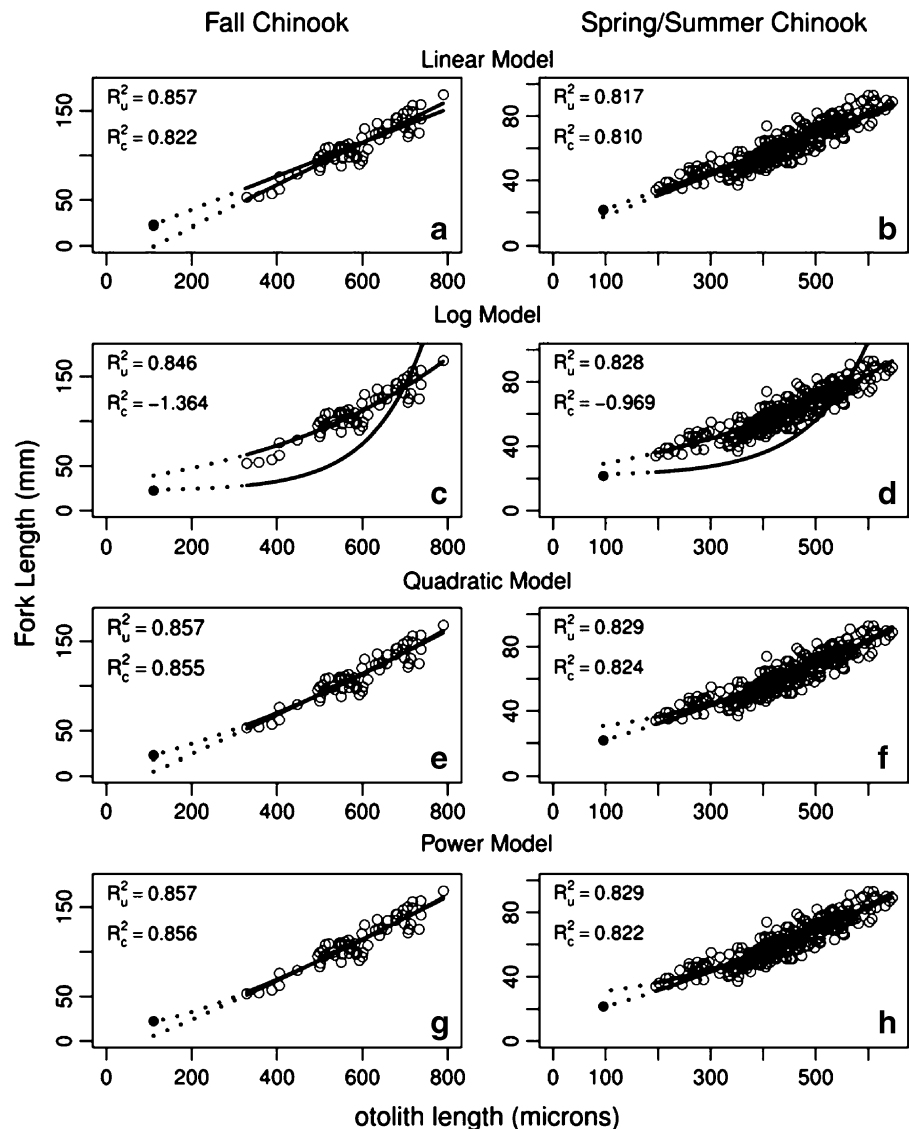 Fall Chinook Spring/Summer Chinook
Linear Model
R²u = 0.857
R²c = 0.822
0 50 150
0 200 400 600 800
a
R²u = 0.817
R²c = 0.810
0 40 80
100 300 500
b
Log Model
R²u = 0.846
R²c = −1.364
0 50 150
0 200 400 600 800
c
R²u = 0.828
R²c = −0.969
0 40 80
100 300 500
d
Fork Length (mm)
Quadratic Model
R²u = 0.857
R²c = 0.855
0 50 150
0 200 400 600 800
e
R²u = 0.829
R²c = 0.824
0 40 80
100 300 500
f
Power Model
R²u = 0.857
R²c = 0.856
0 50 150
0 200 400 600 800
g
R²u = 0.829
R²c = 0.822
0 40 80
100 300 500
h
otolith length (microns)